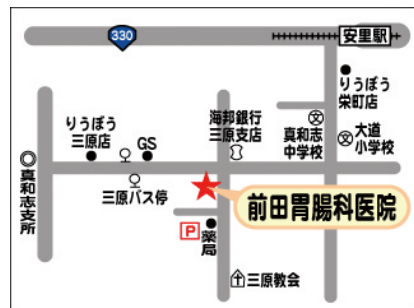 330
安里駅
りうぼう
栄町店
海邦銀行
三原支店
真和志
中学校
大道
小学校
りうぼう
三原店
GS
真和志支所
三原バス停
前田胃腸科医院
P
薬局
三原教会